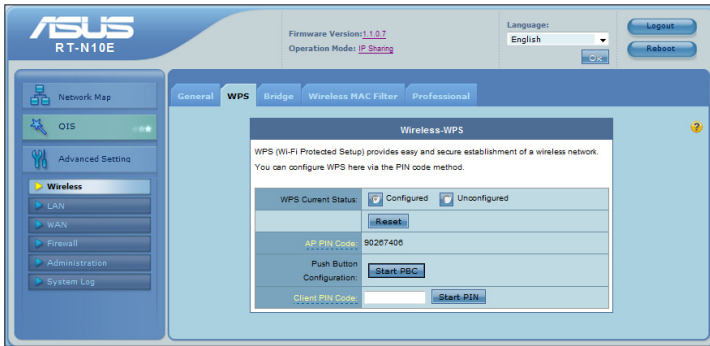 ASUS
RT-N10E
Firmware Version:1.1.0.7
Operation Mode: IP Sharing
Language:
English
OK
Logout
Reboot
Network Map
QIS
Advanced Setting
Wireless
LAN
WAN
Firewall
Administration
System Log
General WPS Bridge Wireless MAC Filter Professional
Wireless-WPS
WPS (Wi-Fi Protected Setup) provides easy and secure establishment of a wireless network.
You can configure WPS here via the PIN code method.
WPS Current Status: Configured Unconfigured
Reset
AP PIN Code: 90267406
Push Button
Configuration: Start PBC
Client PIN Code: Start PIN